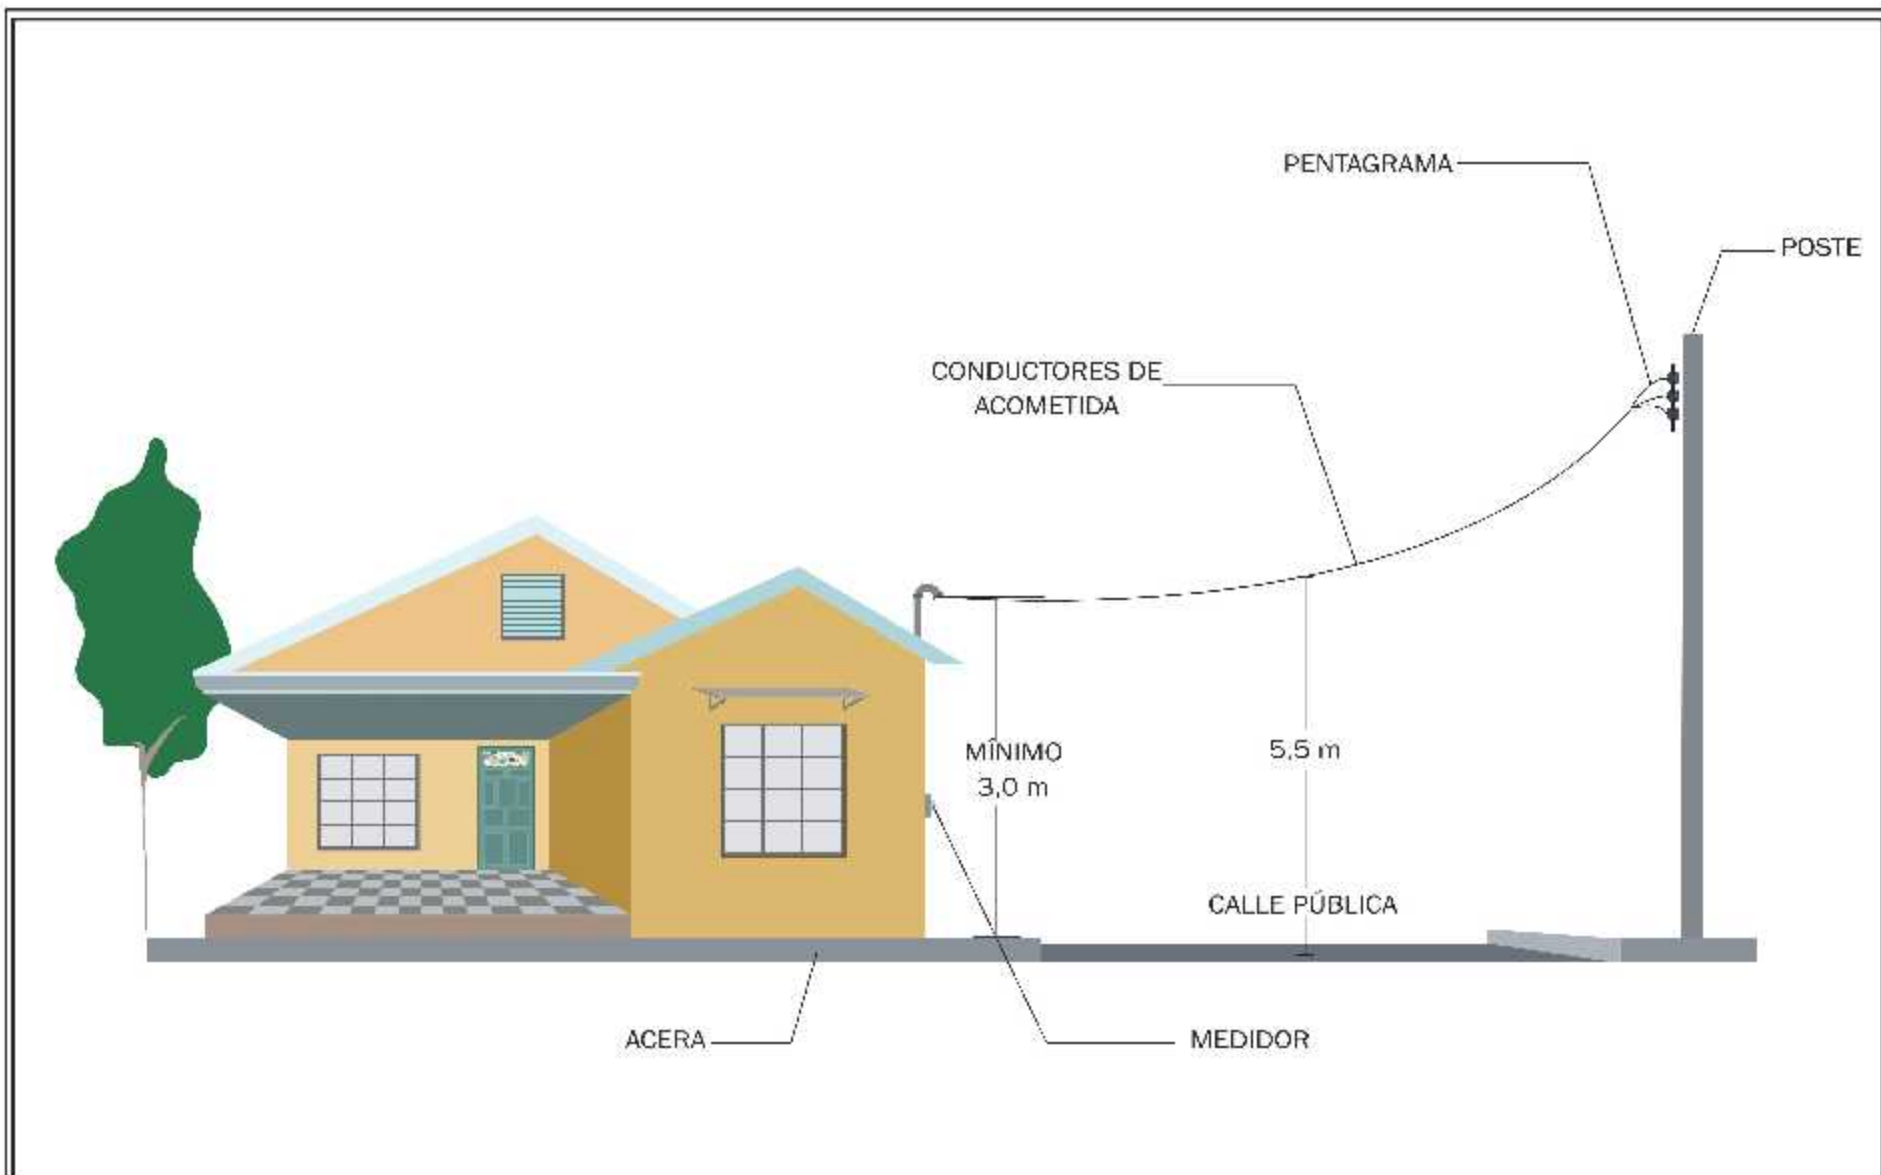 PENTAGRAMA
POSTE
CONDUCTORES DE
ACOMETIDA
MÍNIMO
3,0 m
5,5 m
CALLE PÚBLICA
ACERA
MEDIDOR